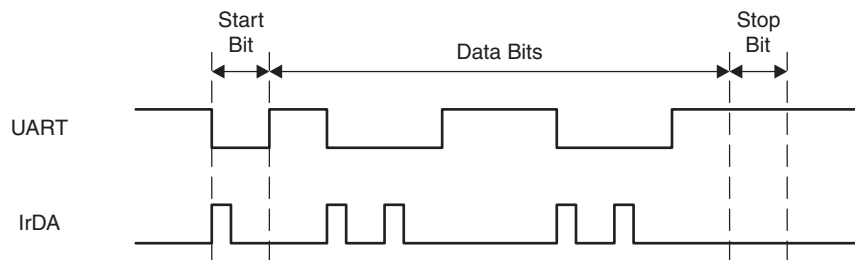 Start
Bit
Data Bits
Stop
Bit
UART
IrDA